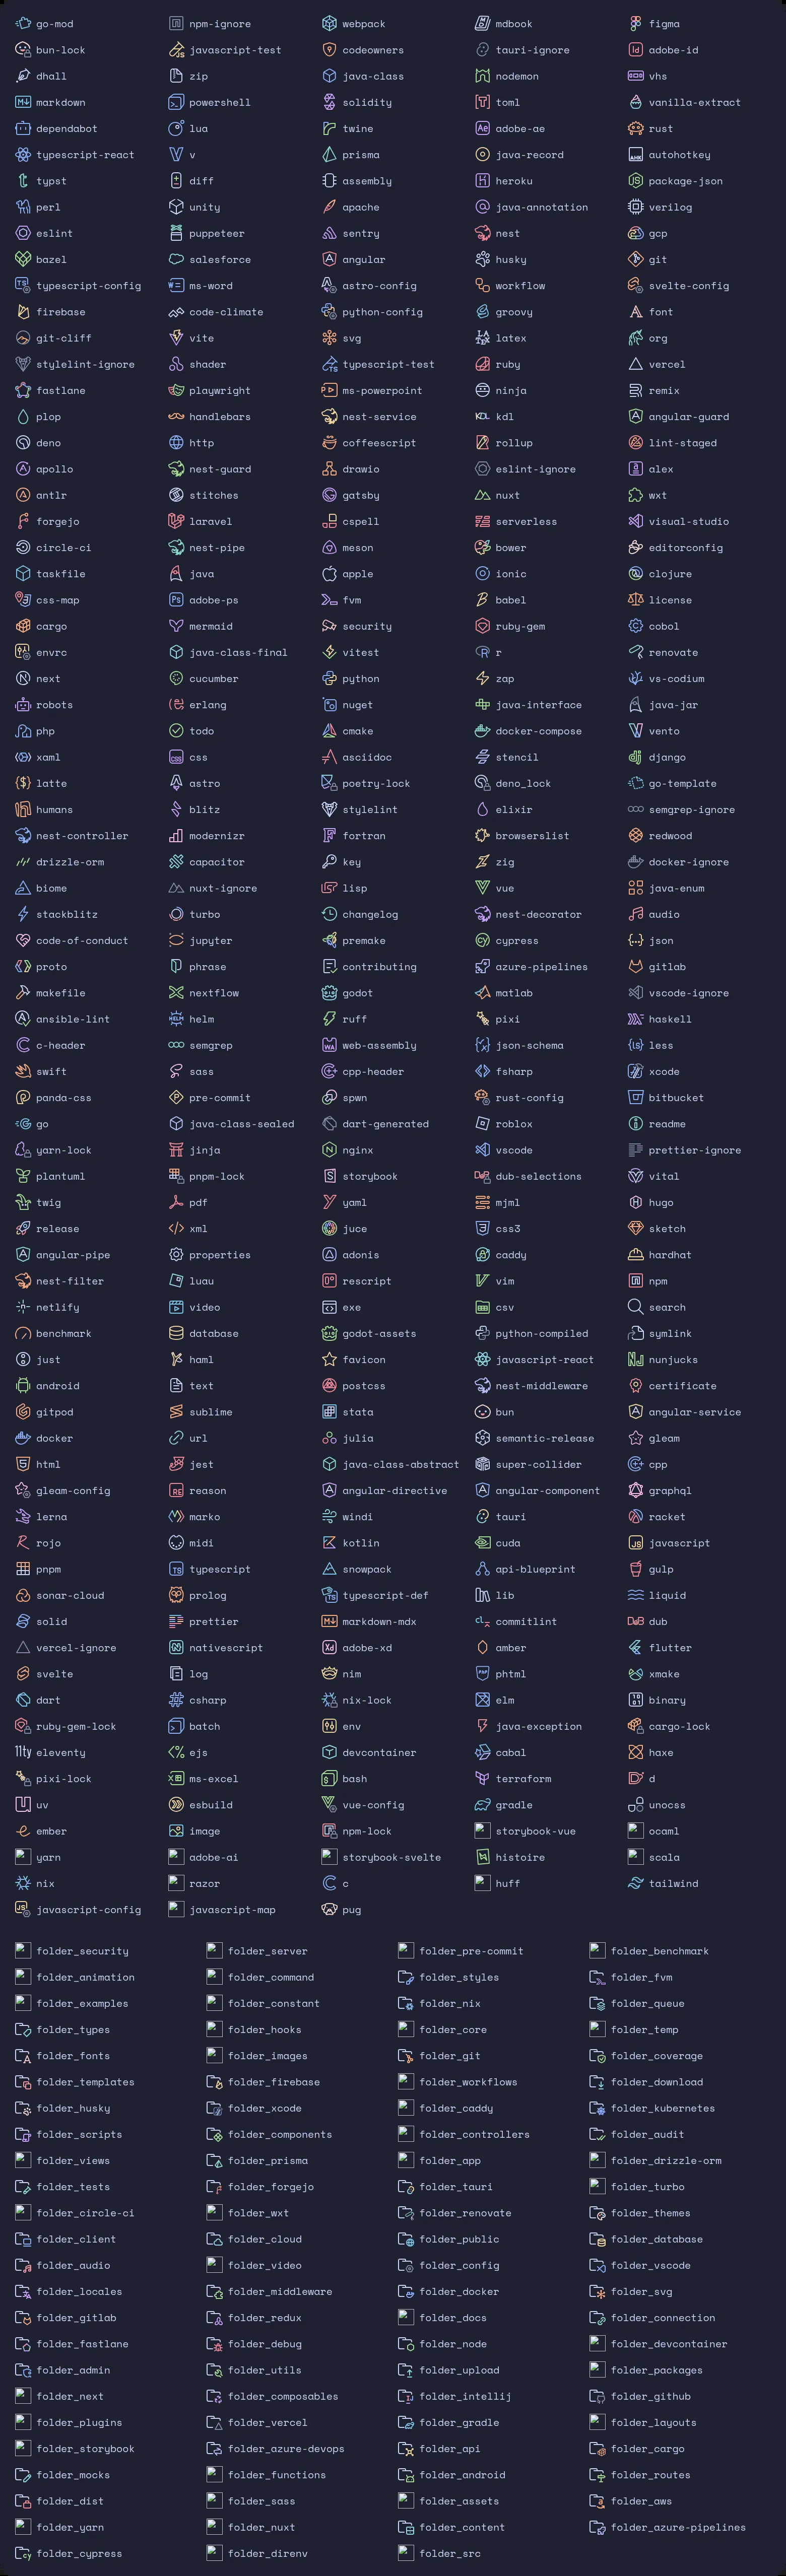 go-mod npm-ignore webpack mdbook figma
bun-lock javascript-test codeowners tauri-ignore adobe-id
dhall zip java-class nodemon vhs
markdown powershell solidity toml vanilla-extract
dependabot lua twine adobe-ae rust
typescript-react v prisma java-record autohotkey
typst diff assembly heroku package-json
perl unity apache java-annotation verilog
eslint puppeteer sentry nest gcp
bazel salesforce angular husky git
typescript-config ms-word astro-config workflow svelte-config
firebase code-climate python-config groovy font
git-cliff vite svg latex org
stylelint-ignore shader typescript-test ruby vercel
fastlane playwright ms-powerpoint ninja remix
plop handlebars nest-service kdl angular-guard
deno http coffeescript rollup lint-staged
apollo nest-guard drawio eslint-ignore alex
antlr stitches gatsby nuxt wxt
forgejo laravel cspell serverless visual-studio
circle-ci nest-pipe meson bower editorconfig
taskfile java apple ionic clojure
css-map adobe-ps fvm babel license
cargo mermaid security ruby-gem cobol
envrc java-class-final vitest r renovate
next cucumber python zap vs-codium
robots erlang nuget java-interface java-jar
php todo cmake docker-compose vento
xaml css asciidoc stencil django
latte astro poetry-lock deno_lock go-template
humans blitz stylelint elixir semgrep-ignore
nest-controller modernizr fortran browserslist redwood
drizzle-orm capacitor key zig docker-ignore
biome nuxt-ignore lisp vue java-enum
stackblitz turbo changelog nest-decorator audio
code-of-conduct jupyter premake cypress json
proto phrase contributing azure-pipelines gitlab
makefile nextflow godot matlab vscode-ignore
ansible-lint helm ruff pixi haskell
c-header semgrep web-assembly json-schema less
swift sass cpp-header fsharp xcode
panda-css pre-commit spwn rust-config bitbucket
go java-class-sealed dart-generated roblox readme
yarn-lock jinja nginx vscode prettier-ignore
plantuml pnpm-lock storybook dub-selections vital
twig pdf yaml mjml hugo
release xml juce css3 sketch
angular-pipe properties adonis caddy hardhat
nest-filter luau rescript vim npm
netlify video exe csv search
benchmark database godot-assets python-compiled symlink
just haml favicon javascript-react nunjucks
android text postcss nest-middleware certificate
gitpod sublime stata bun angular-service
docker url julia semantic-release gleam
html jest java-class-abstract super-collider cpp
gleam-config reason angular-directive angular-component graphql
lerna marko windi tauri racket
rojo midi kotlin cuda javascript
pnpm typescript snowpack api-blueprint gulp
sonar-cloud prolog typescript-def lib liquid
solid prettier markdown-mdx commitlint dub
vercel-ignore nativescript adobe-xd amber flutter
svelte log nim phtml xmake
dart csharp nix-lock elm binary
ruby-gem-lock batch env java-exception cargo-lock
eleventy ejs devcontainer cabal haxe
pixi-lock ms-excel bash terraform d
uv esbuild vue-config gradle unocss
ember image npm-lock storybook-vue ocaml
yarn adobe-ai storybook-svelte histoire scala
nix razor c huff tailwind
javascript-config javascript-map pug
folder_security folder_server folder_pre-commit folder_benchmark
folder_animation folder_command folder_styles folder_fvm
folder_examples folder_constant folder_nix folder_queue
folder_types folder_hooks folder_core folder_temp
folder_fonts folder_images folder_git folder_coverage
folder_templates folder_firebase folder_workflows folder_download
folder_husky folder_xcode folder_caddy folder_kubernetes
folder_scripts folder_components folder_controllers folder_audit
folder_views folder_prisma folder_app folder_drizzle-orm
folder_tests folder_forgejo folder_tauri folder_turbo
folder_circle-ci folder_wxt folder_renovate folder_themes
folder_client folder_cloud folder_public folder_database
folder_audio folder_video folder_config folder_vscode
folder_locales folder_middleware folder_docker folder_svg
folder_gitlab folder_redux folder_docs folder_connection
folder_fastlane folder_debug folder_node folder_devcontainer
folder_admin folder_utils folder_upload folder_packages
folder_next folder_composables folder_intellij folder_github
folder_plugins folder_vercel folder_gradle folder_layouts
folder_storybook folder_azure-devops folder_api folder_cargo
folder_mocks folder_functions folder_android folder_routes
folder_dist folder_sass folder_assets folder_aws
folder_yarn folder_nuxt folder_content folder_azure-pipelines
folder_cypress folder_direnv folder_src